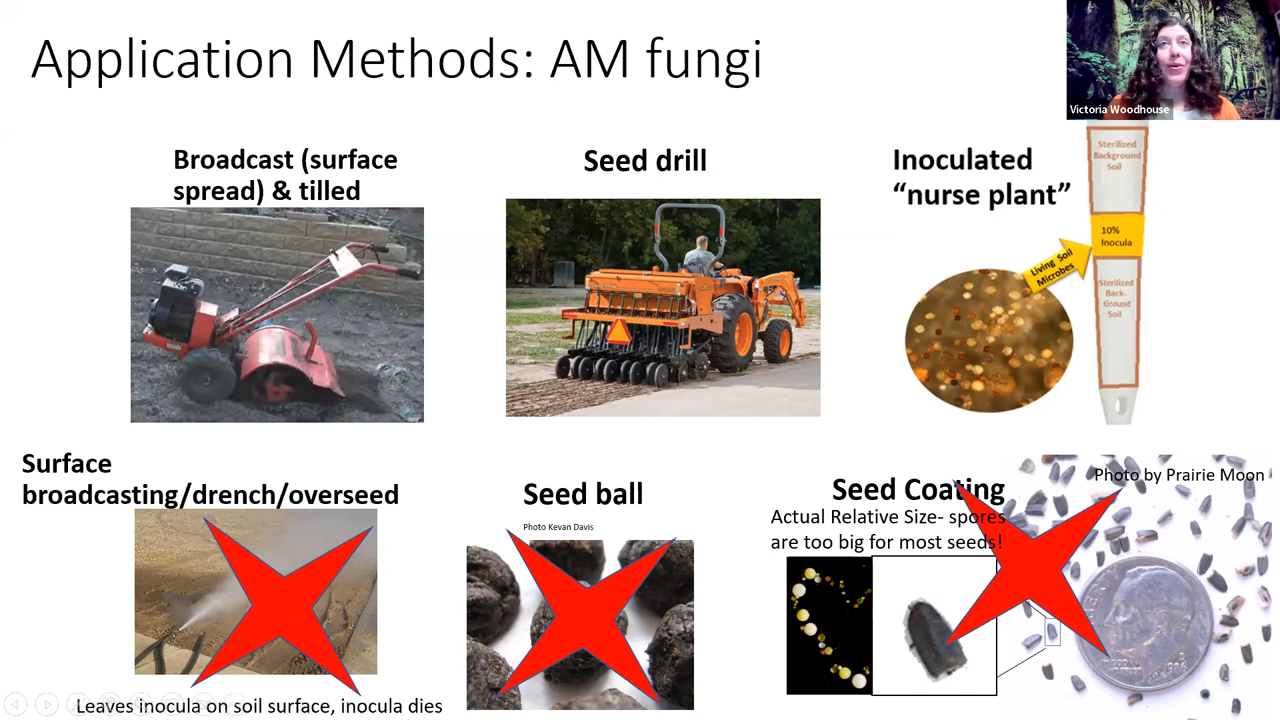 Application Methods: AM fungi
Victoria Woodhouse
Broadcast (surface
spread) & tilled
Seed drill
Inoculated
“nurse plant”
Sterilized
Background
Soil
10%
Inocula
Living Soil
Microbes
Sterilized
Back-
Ground
Soil
Surface
broadcasting/drench/overseed
Leaves inocula on soil surface, inocula dies
Seed ball
Photo Kevan Davis
Seed Coating
Actual Relative Size- spores
are too big for most seeds!
Photo by Prairie Moon